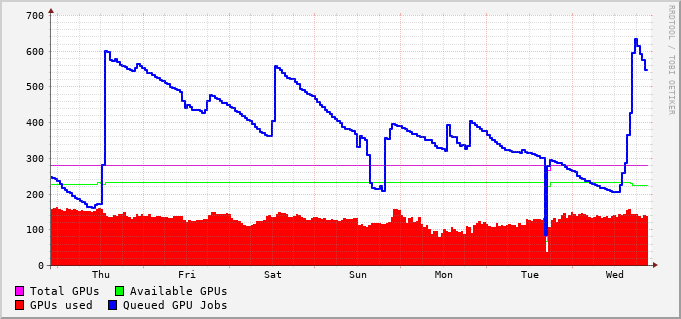 700
600
500
400
300
200
100
0
Thu Fri Sat Sun Mon Tue Wed
Total GPUs Available GPUs
GPUs used Queued GPU Jobs
RRDTOOL / TOBI OETIKER